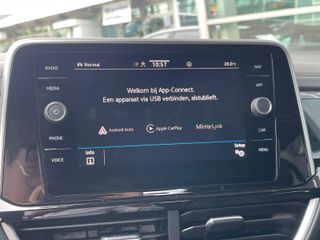 RADIO
MEDIA
PHONE
VOICE
Normal
10:57
20.0°c
Welkom bij App-Connect.
Een apparaat via USB verbinden, alstublieft.
Android Auto
Apple CarPlay
MirrorLink
Info
Setup
NAV
APP
CAR
MENU